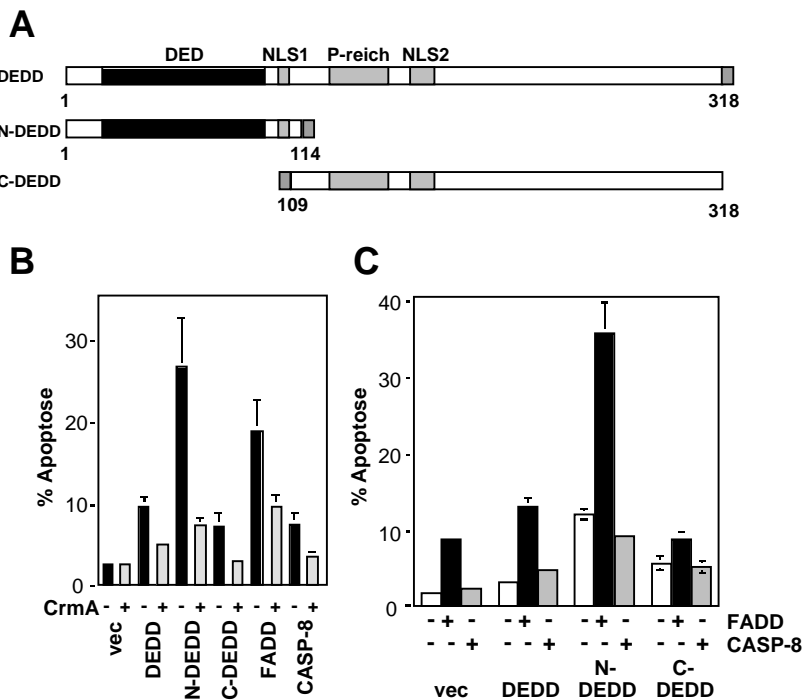 A
DED NLS1 P-reich NLS2
DEDD
1 318
N-DEDD
1 114
C-DEDD
109 318
B
% Apoptose
30
20
10
0
CrmA - + - + - + - + - + - +
vec DEDD N-DEDD C-DEDD FADD CASP-8
C
% Apoptose
40
30
20
10
0
- + - - + - - + - - + - FADD
- - + - - + - - + - - + CASP-8
vec DEDD N-DEDD C-DEDD